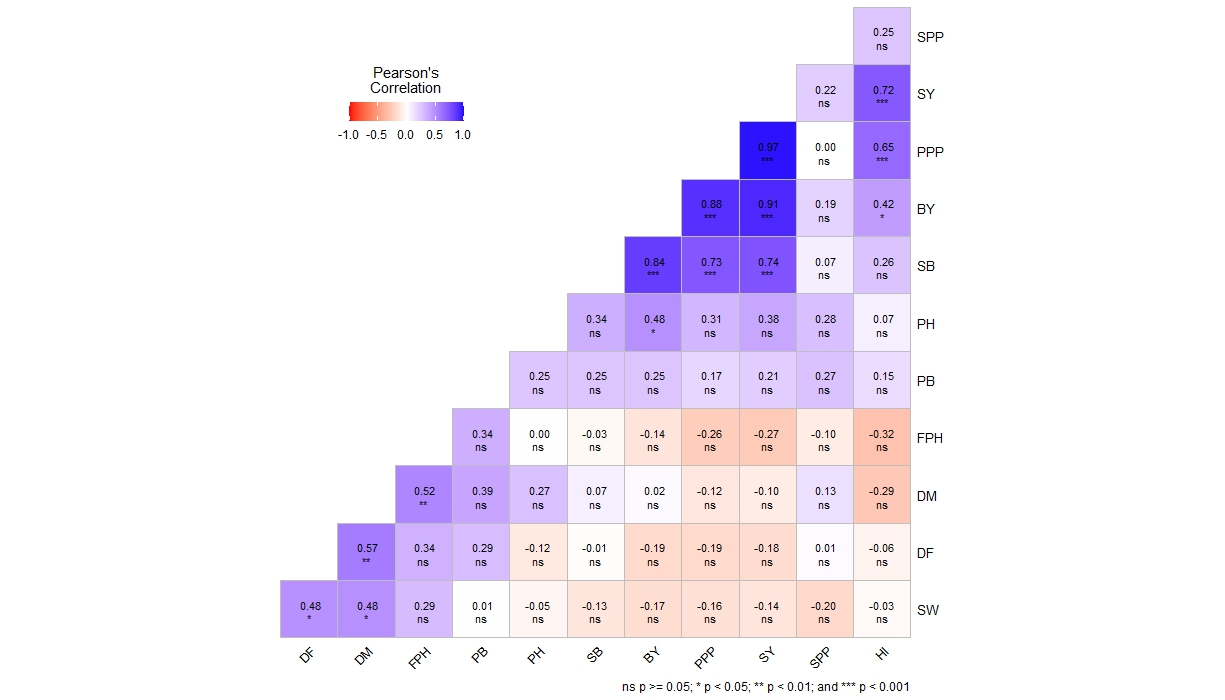 0.25 SPP
ns
Pearson's
Correlation
-1.0 -0.5 0.0 0.5 1.0
0.22 0.72 SY
ns ***
0.97 0.00 0.65 PPP
*** ns ***
0.88 0.91 0.19 0.42 BY
*** *** ns *
0.84 0.73 0.74 0.07 0.26 SB
*** *** *** ns ns
0.34 0.48 0.31 0.38 0.28 0.07 PH
ns * ns ns ns ns
0.25 0.25 0.25 0.17 0.21 0.27 0.15 PB
ns ns ns ns ns ns ns
0.34 0.00 -0.03 -0.14 -0.26 -0.27 -0.10 -0.32 FPH
ns ns ns ns ns ns ns ns
0.52 0.39 0.27 0.07 0.02 -0.12 -0.10 0.13 -0.29 DM
** ns ns ns ns ns ns ns ns
0.57 0.34 0.29 -0.12 -0.01 -0.19 -0.19 -0.18 0.01 -0.06 DF
** ns ns ns ns ns ns ns ns ns
0.48 0.48 0.29 0.01 -0.05 -0.13 -0.17 -0.16 -0.14 -0.20 -0.03 SW
* * ns ns ns ns ns ns ns ns ns
DF DM FPH PB PH SB BY PPP SY SPP HI
ns p >= 0.05; * p < 0.05; ** p < 0.01; and *** p < 0.001